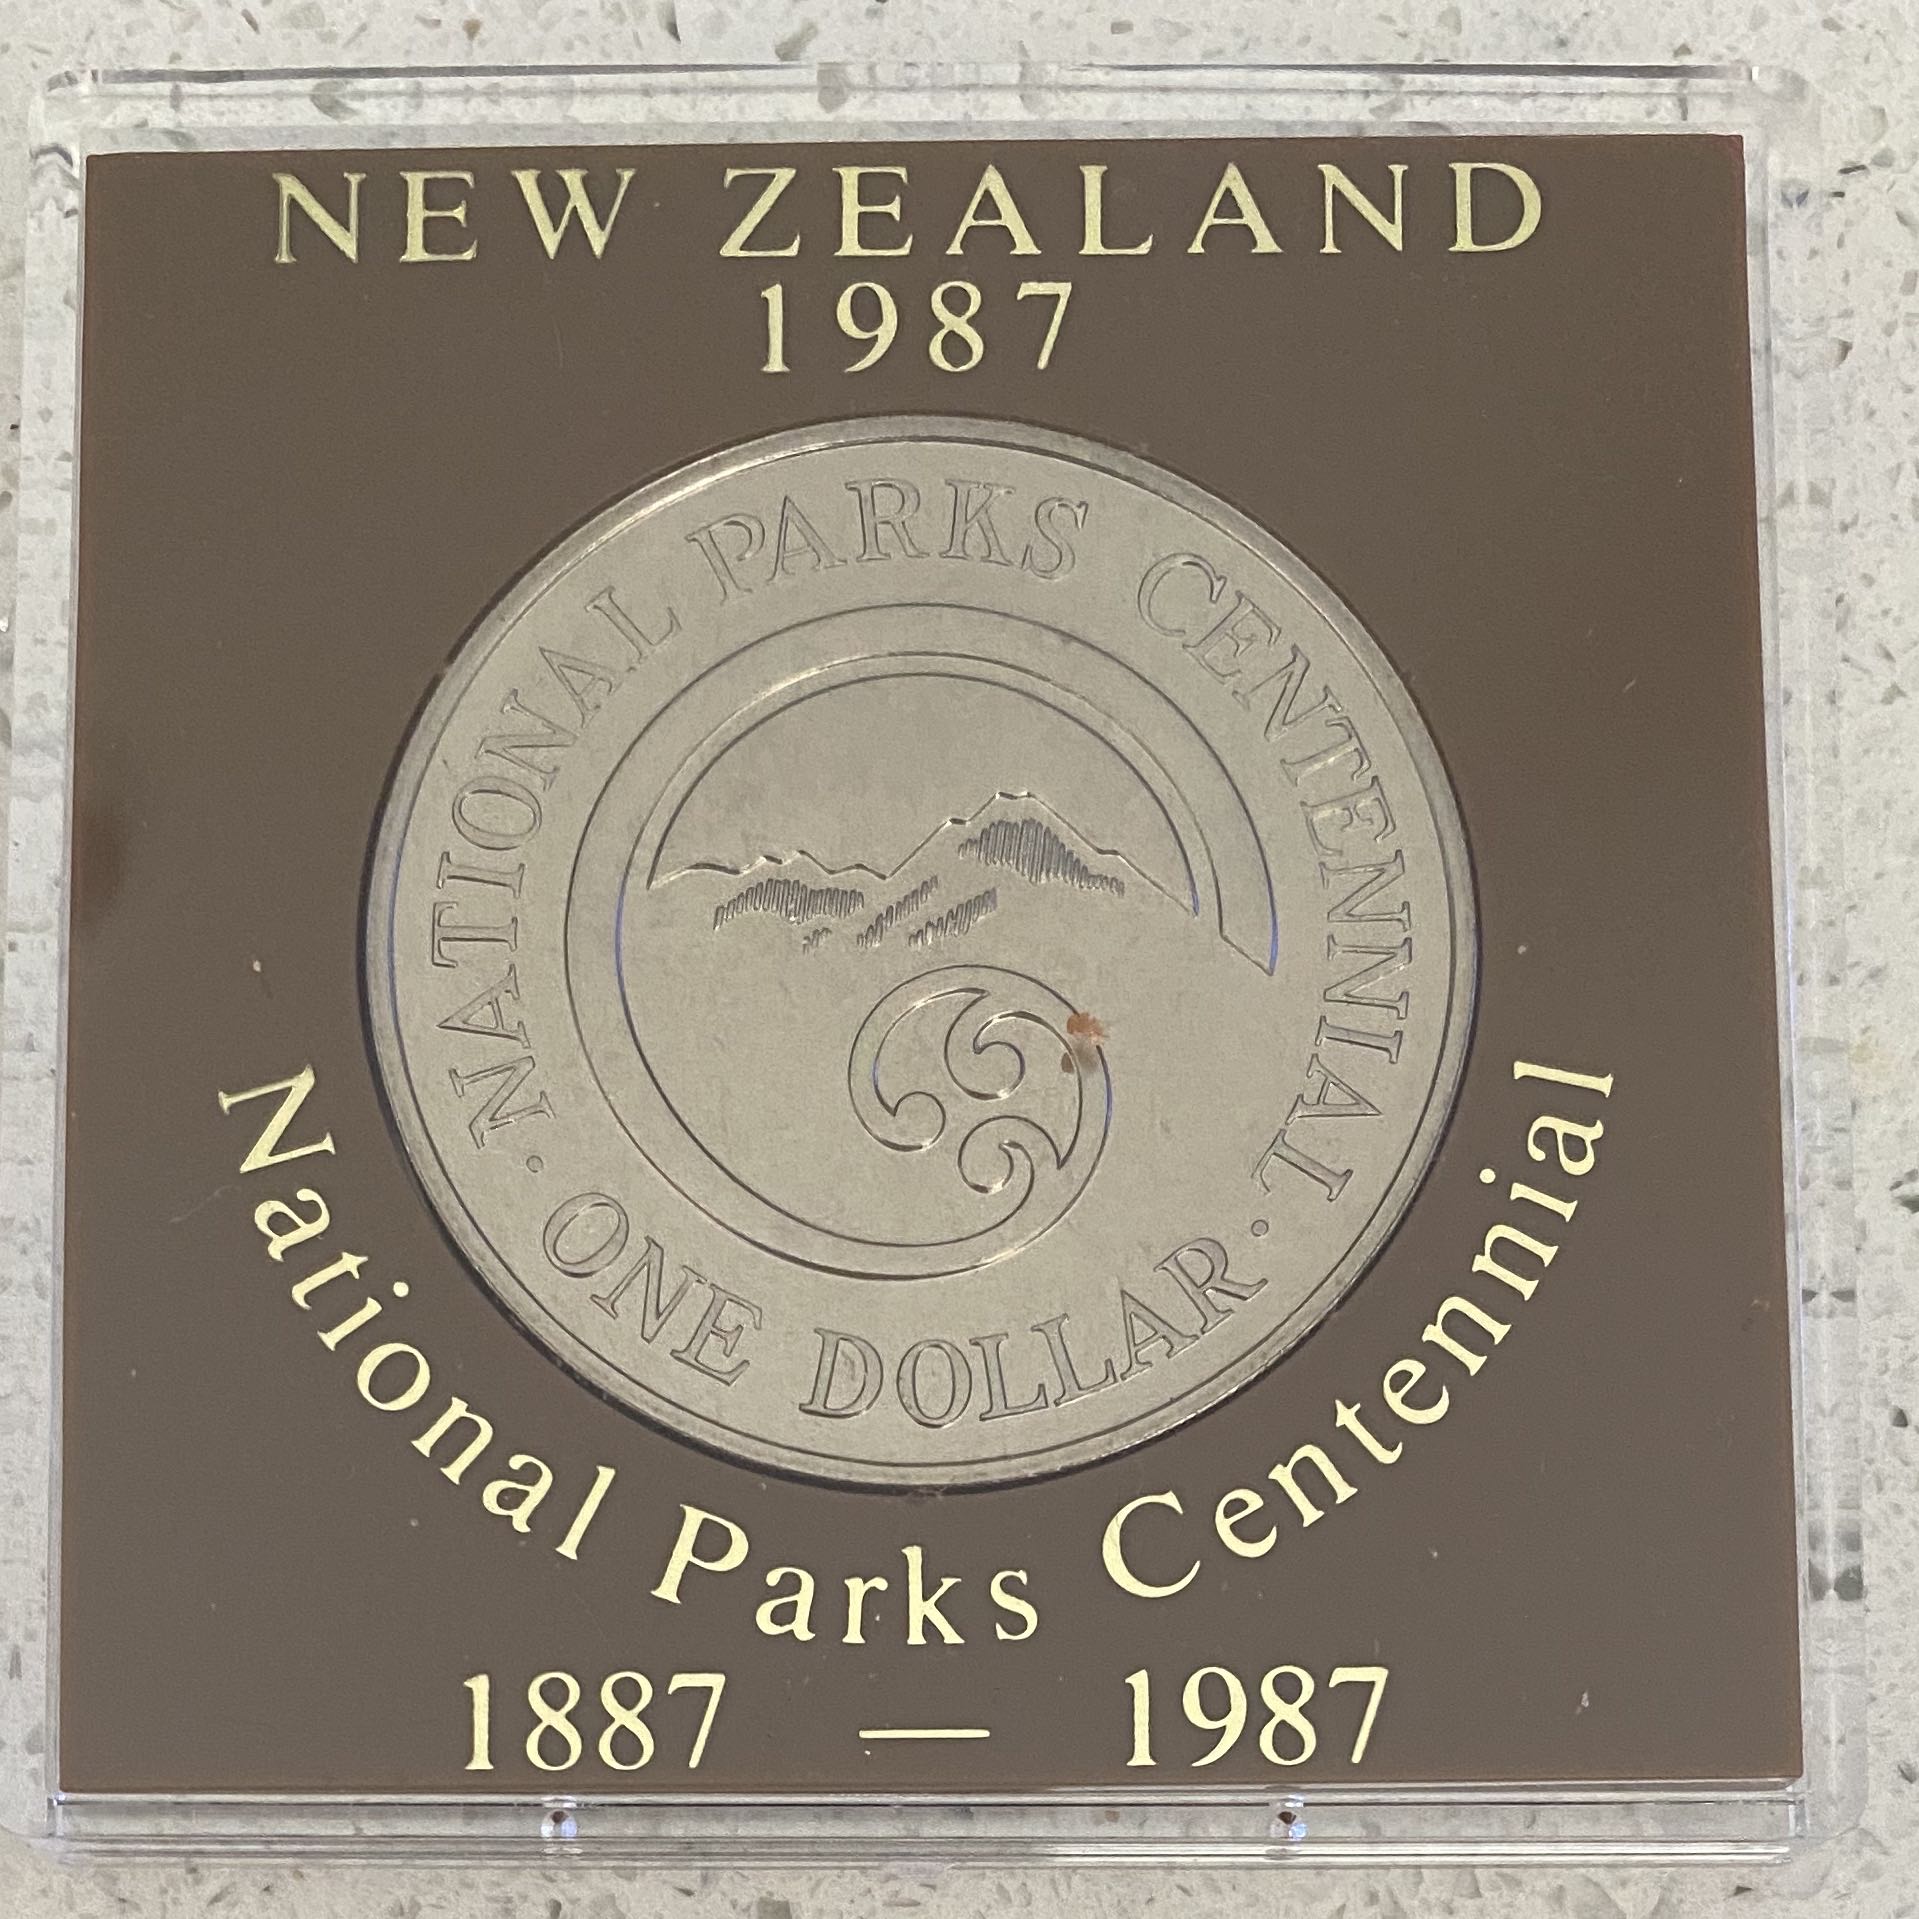 NEW ZEALAND
1987
NATIONAL PARKS CENTENNIAL
· ONE DOLLAR ·
National Parks Centennial
1887 — 1987